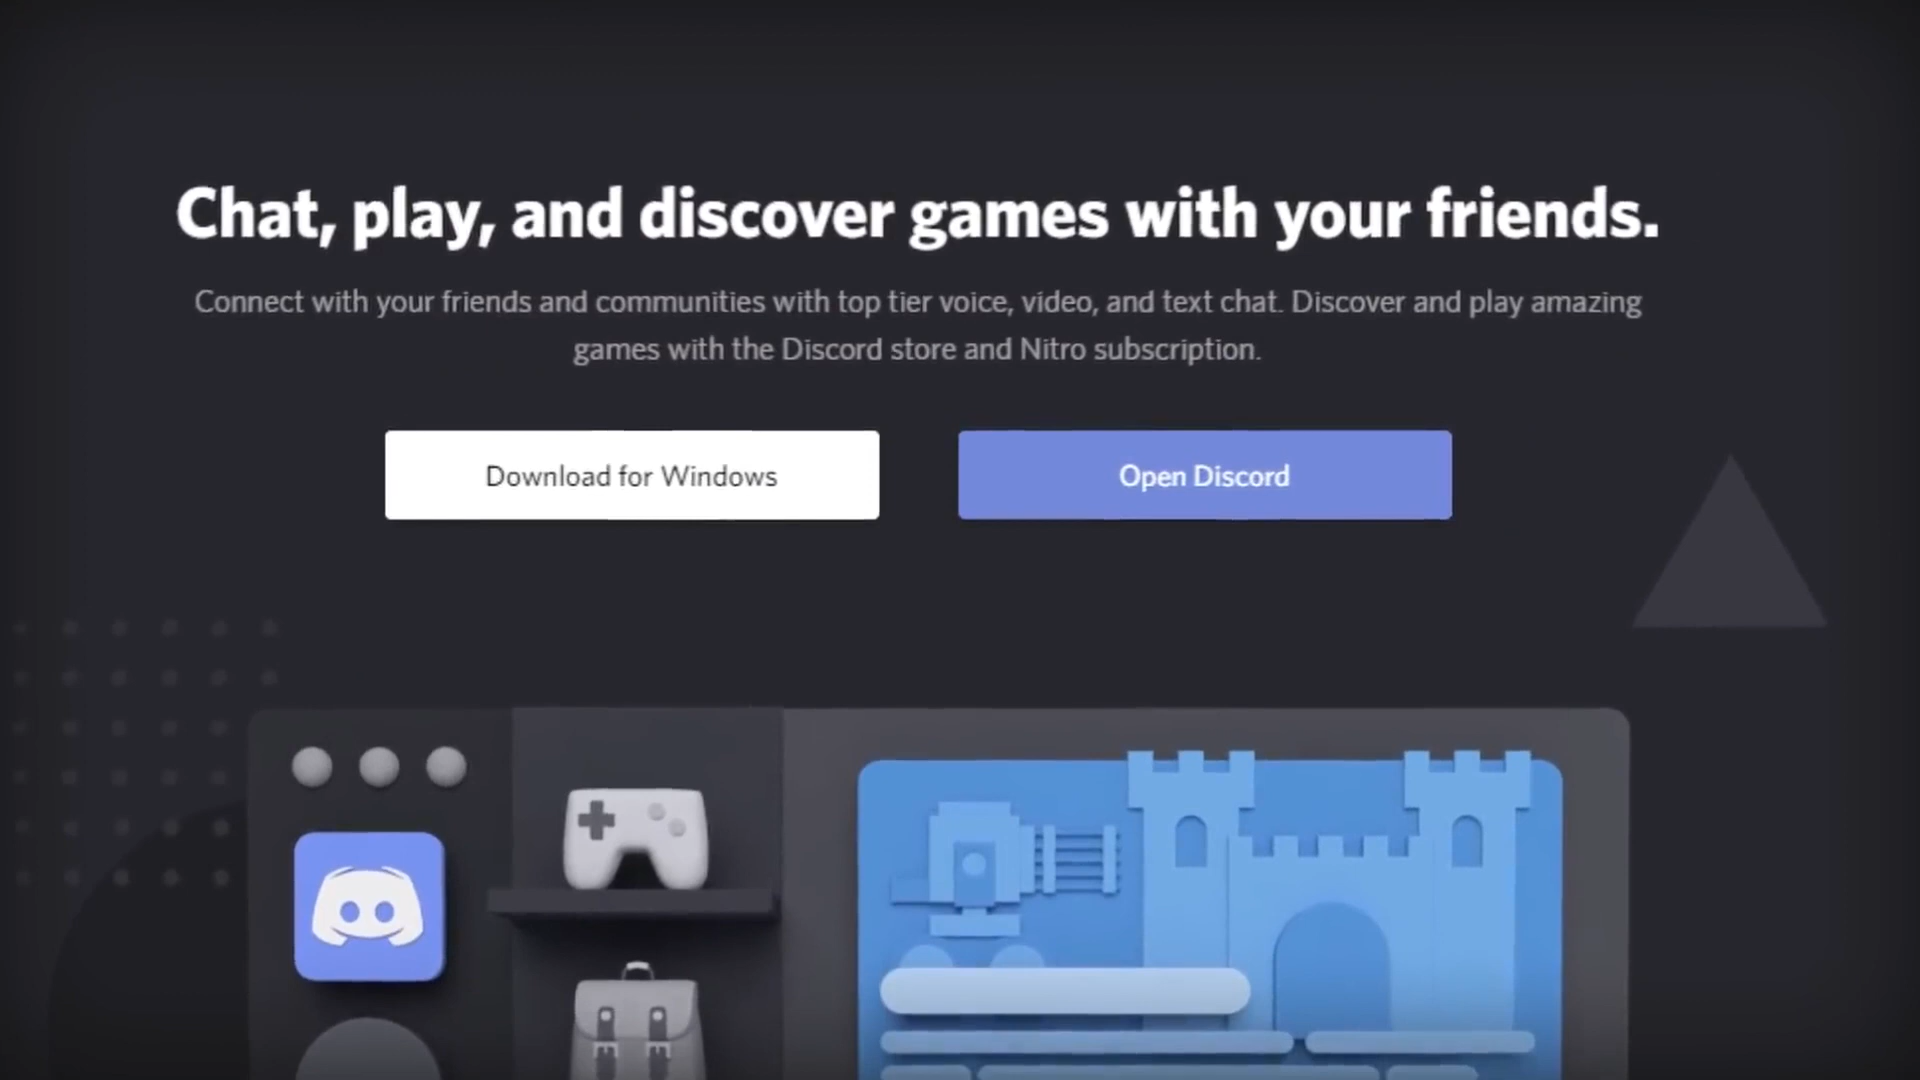 Chat, play, and discover games with your friends.
Connect with your friends and communities with top tier voice, video, and text chat. Discover and play amazing
games with the Discord store and Nitro subscription.
Download for Windows
Open Discord